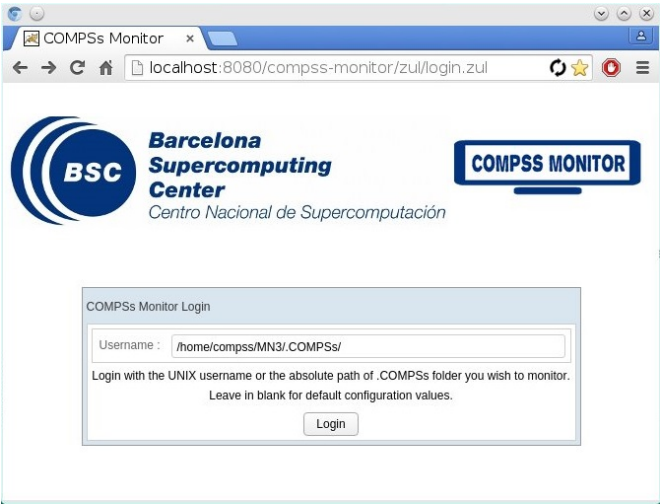 COMPSs Monitor
localhost:8080/compss-monitor/zul/login.zul
BSC
Barcelona
Supercomputing
Center
Centro Nacional de Supercomputación
COMPSS MONITOR
COMPSs Monitor Login
Username : /home/compss/MN3/.COMPSs/
Login with the UNIX username or the absolute path of .COMPSs folder you wish to monitor.
Leave in blank for default configuration values.
Login